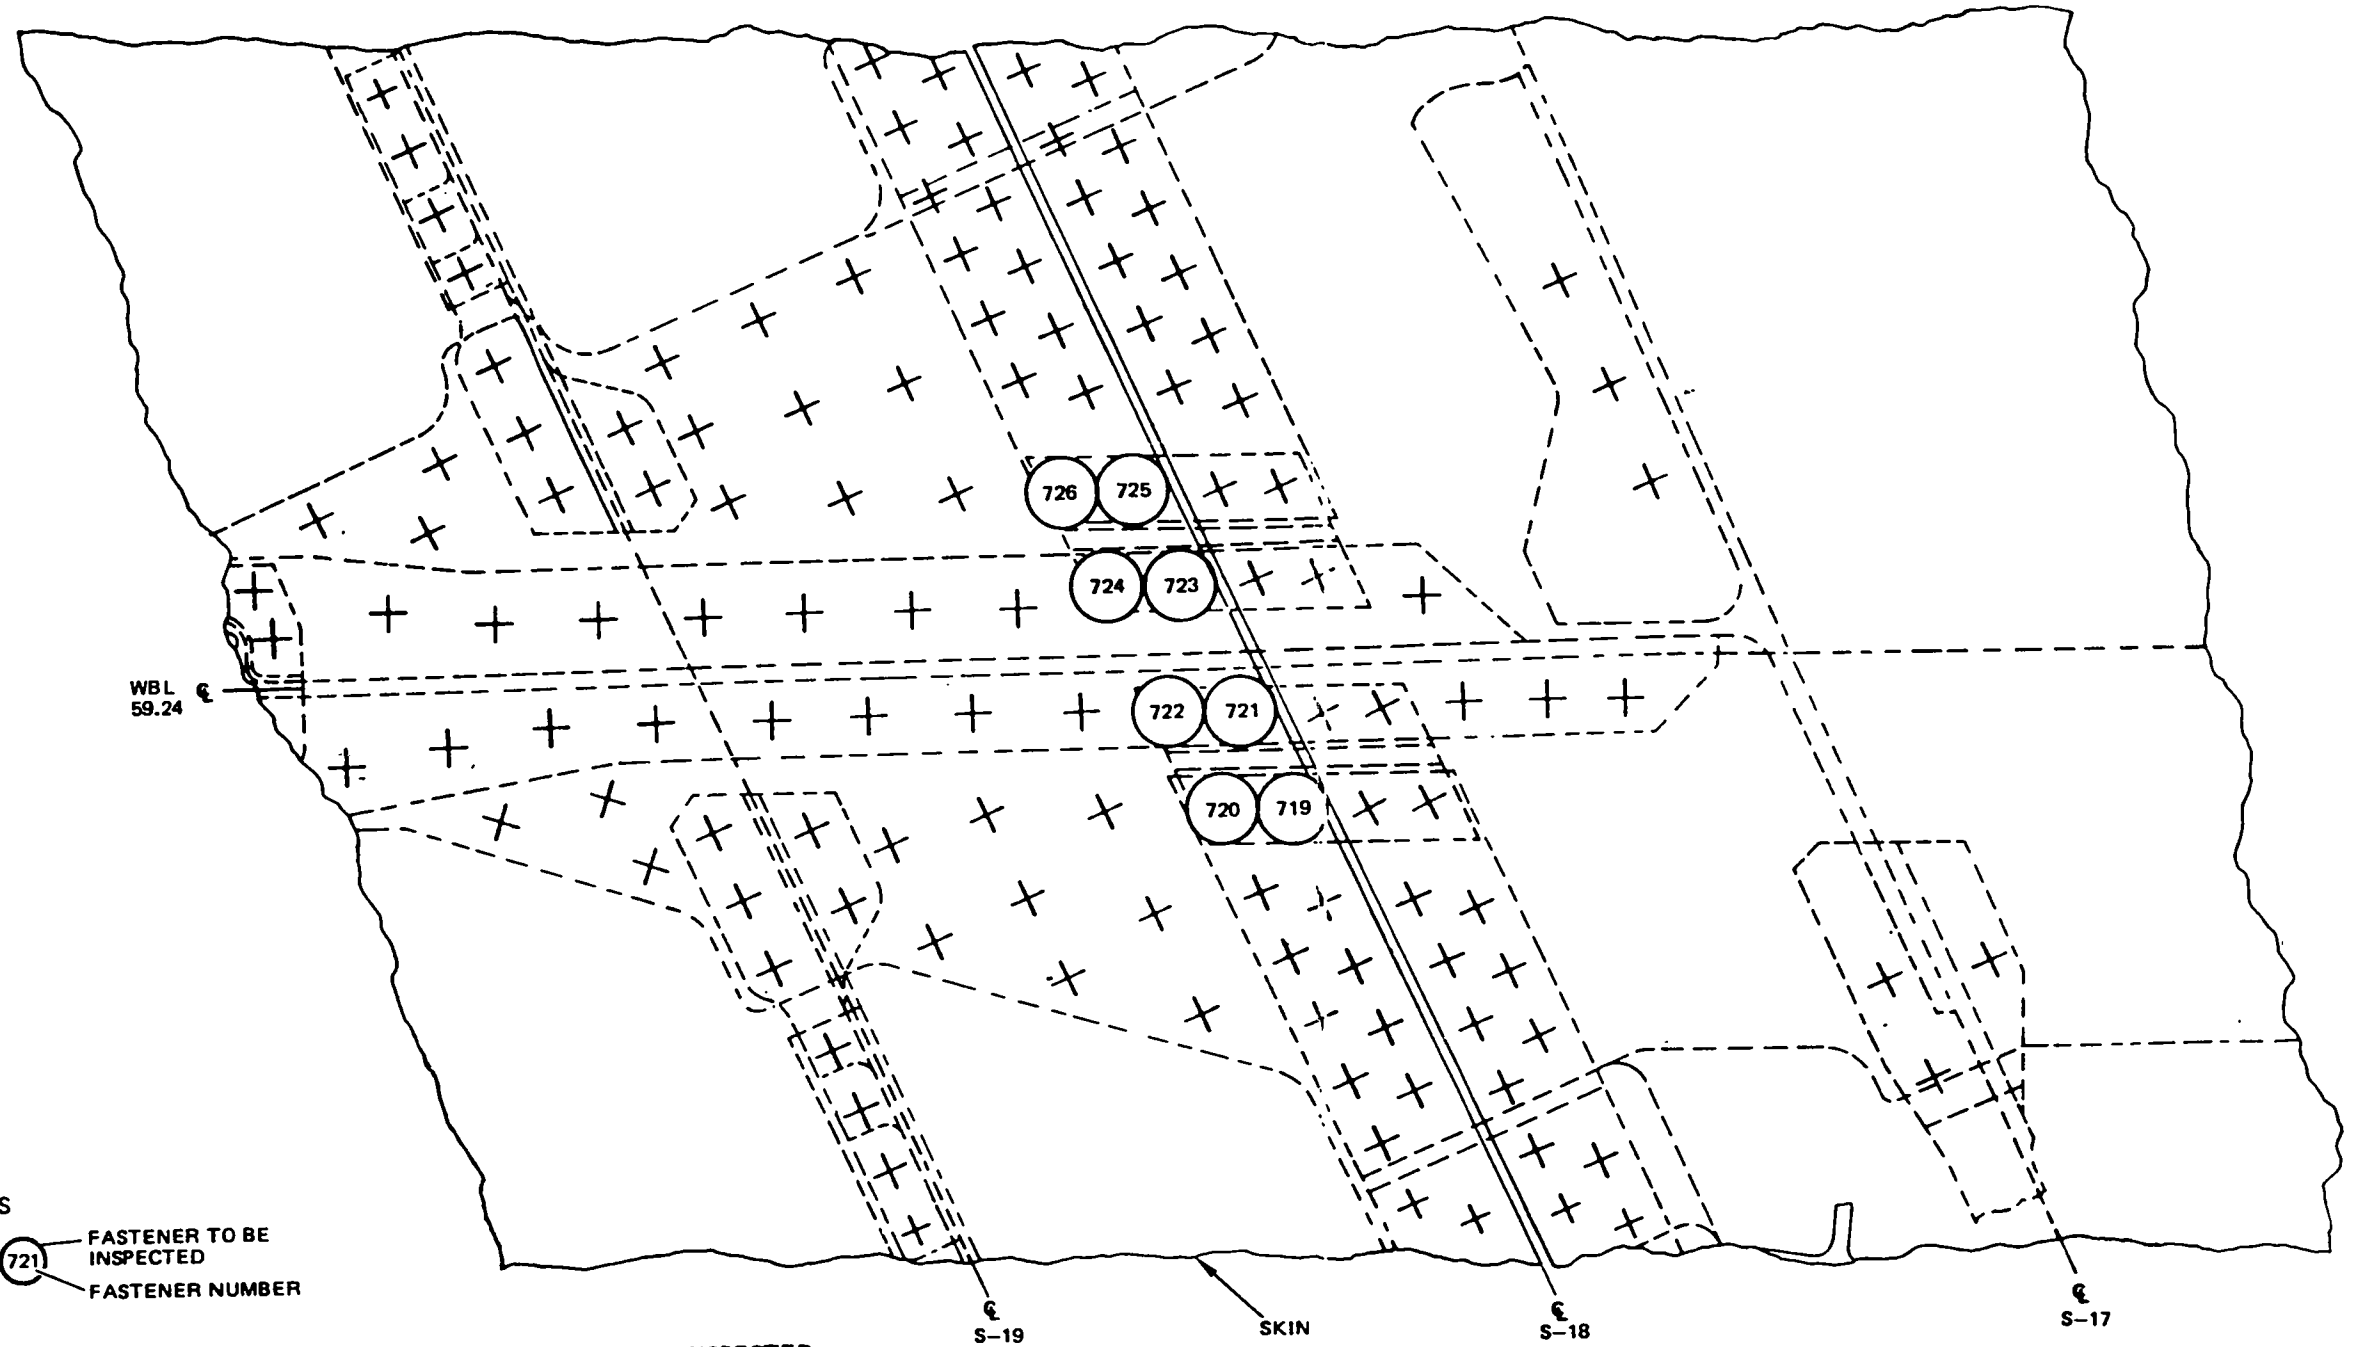 726
725
724
723
WBL
59.24
℄
722
721
720
719
S
721
FASTENER TO BE
INSPECTED
FASTENER NUMBER
℄
S-19
SKIN
℄
S-18
℄
S-17